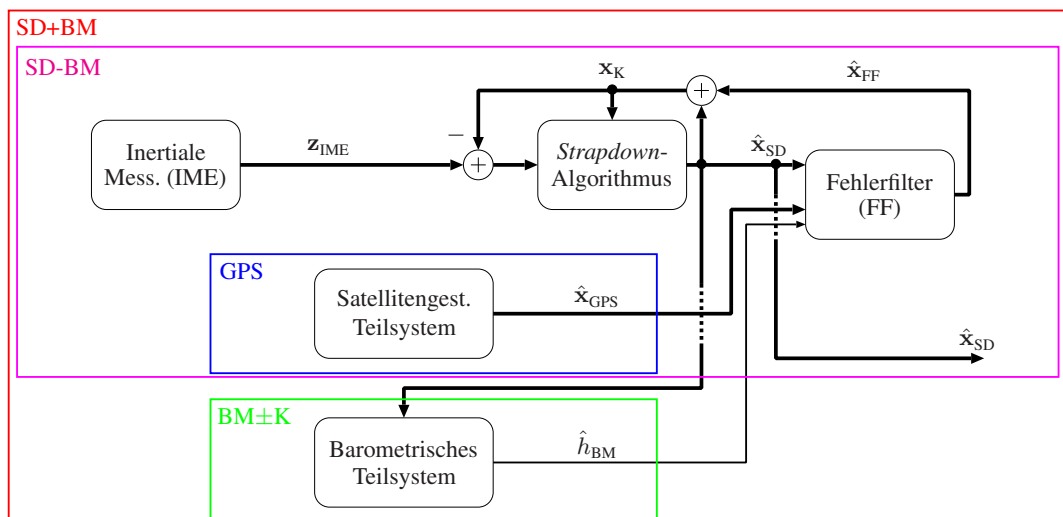 SD+BM
SD-BM
x_K
x̂_FF
Inertiale
Mess. (IME)
z_IME
−
+
+
Strapdown-
Algorithmus
x̂_SD
Fehlerfilter
(FF)
GPS
Satellitengest.
Teilsystem
x̂_GPS
x̂_SD
BM±K
Barometrisches
Teilsystem
ĥ_BM